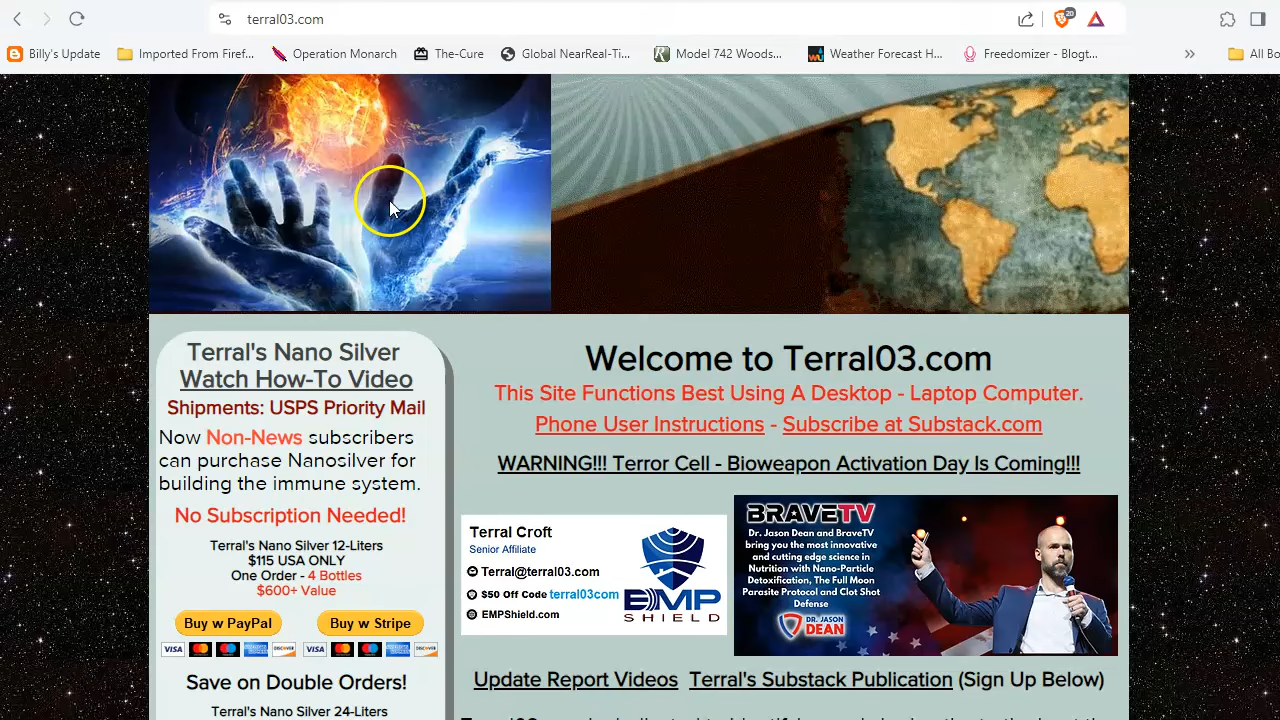 terral03.com
20
Billy's Update
Imported From Firef...
Operation Monarch
The-Cure
Global NearReal-Ti...
Model 742 Woods...
Weather Forecast H...
Freedomizer - Blogt...
»
All Bo
Terral's Nano Silver
Watch How-To Video
Shipments: USPS Priority Mail
Now Non-News subscribers
can purchase Nanosilver for
building the immune system.
No Subscription Needed!
Terral's Nano Silver 12-Liters
$115 USA ONLY
One Order - 4 Bottles
$600+ Value
Buy w PayPal
Buy w Stripe
VISA
DISCOVER
VISA
DISCOVER
Save on Double Orders!
Terral's Nano Silver 24-Liters
Welcome to Terral03.com
This Site Functions Best Using A Desktop - Laptop Computer.
Phone User Instructions - Subscribe at Substack.com
WARNING!!! Terror Cell - Bioweapon Activation Day Is Coming!!!
Terral Croft
Senior Affiliate
Terral@terral03.com
$50 Off Code terral03com
EMPShield.com
EMP
SHIELD
BRAVETV
Dr. Jason Dean and BraveTV
bring you the most innovative
and cutting edge science in
Nutrition with Nano-Particle
Detoxification, The Full Moon
Parasite Protocol and Clot Shot
Defense
DR. JASON
DEAN
Update Report Videos Terral's Substack Publication (Sign Up Below)